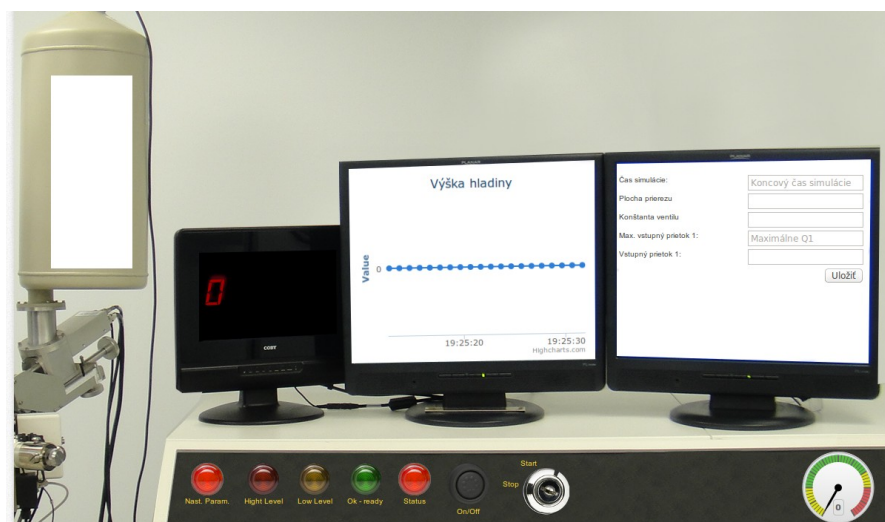 Výška hladiny
Value
0
19:25:20
19:25:30
Highcharts.com
0
COBY
Čas simulácie:
Koncový čas simulácie
Plocha prierezu
Konštanta ventilu
Max. vstupný prietok 1:
Maximálne Q1
Vstupný prietok 1:
Uložiť
Nast. Param.
Hight Level
Low Level
Ok - ready
Status
On/Off
Stop
Start
0